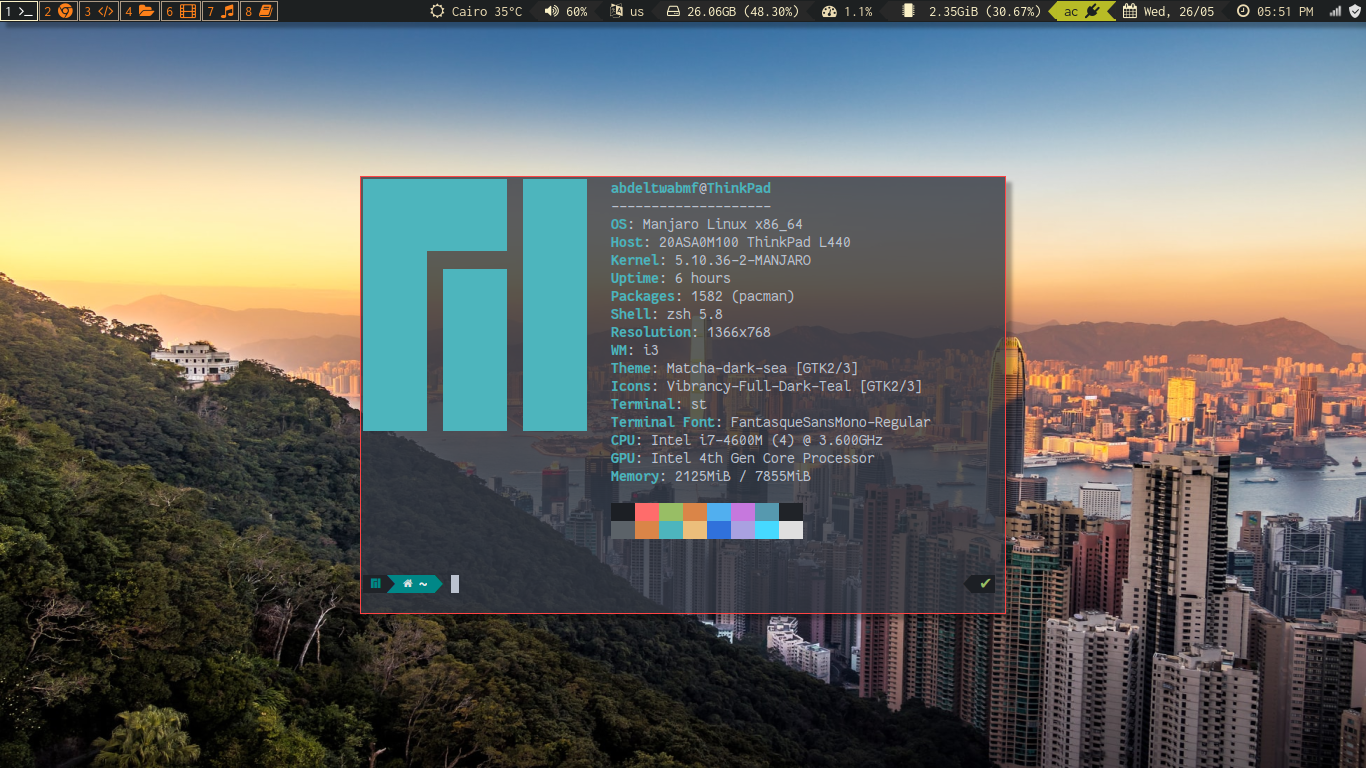 1 2 3 4 6 7 8 Cairo 35°C 60% us 26.06GB (48.30%) 1.1% 2.35GiB (30.67%) ac Wed, 26/05 05:51 PM
abdeltwabmf@ThinkPad
--------------------
OS: Manjaro Linux x86_64
Host: 20ASA0M100 ThinkPad L440
Kernel: 5.10.36-2-MANJARO
Uptime: 6 hours
Packages: 1582 (pacman)
Shell: zsh 5.8
Resolution: 1366x768
WM: i3
Theme: Matcha-dark-sea [GTK2/3]
Icons: Vibrancy-Full-Dark-Teal [GTK2/3]
Terminal: st
Terminal Font: FantasqueSansMono-Regular
CPU: Intel i7-4600M (4) @ 3.600GHz
GPU: Intel 4th Gen Core Processor
Memory: 2125MiB / 7855MiB
~